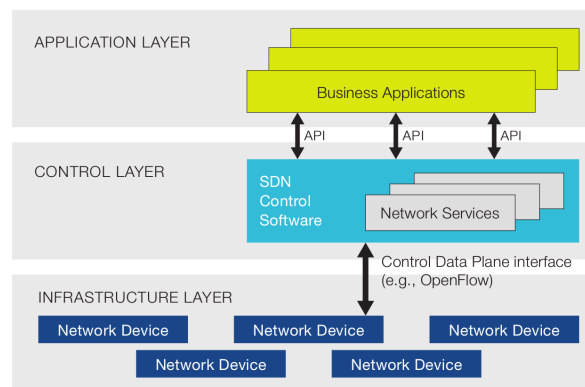 APPLICATION LAYER
Business Applications
API
API
API
CONTROL LAYER
SDN
Control
Software
Network Services
Control Data Plane interface
(e.g., OpenFlow)
INFRASTRUCTURE LAYER
Network Device
Network Device
Network Device
Network Device
Network Device